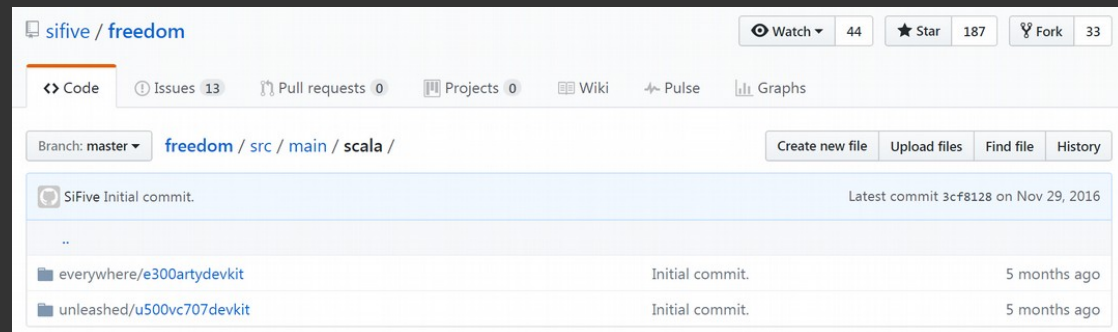 sifive / freedom
Watch 44 Star 187 Fork 33
Code Issues 13 Pull requests 0 Projects 0 Wiki Pulse Graphs
Branch: master freedom / src / main / scala / Create new file Upload files Find file History
SiFive Initial commit. Latest commit 3cf8128 on Nov 29, 2016
..
everywhere/e300artydevkit Initial commit. 5 months ago
unleashed/u500vc707devkit Initial commit. 5 months ago